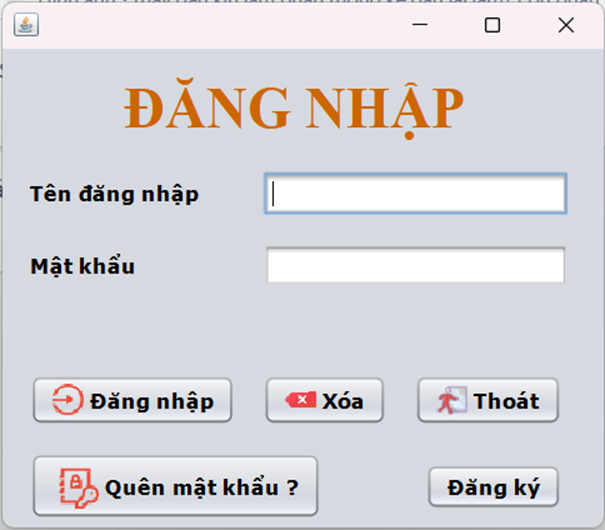 ĐĂNG NHẬP
Tên đăng nhập
Mật khẩu
Đăng nhập
Xóa
Thoát
Quên mật khẩu ?
Đăng ký